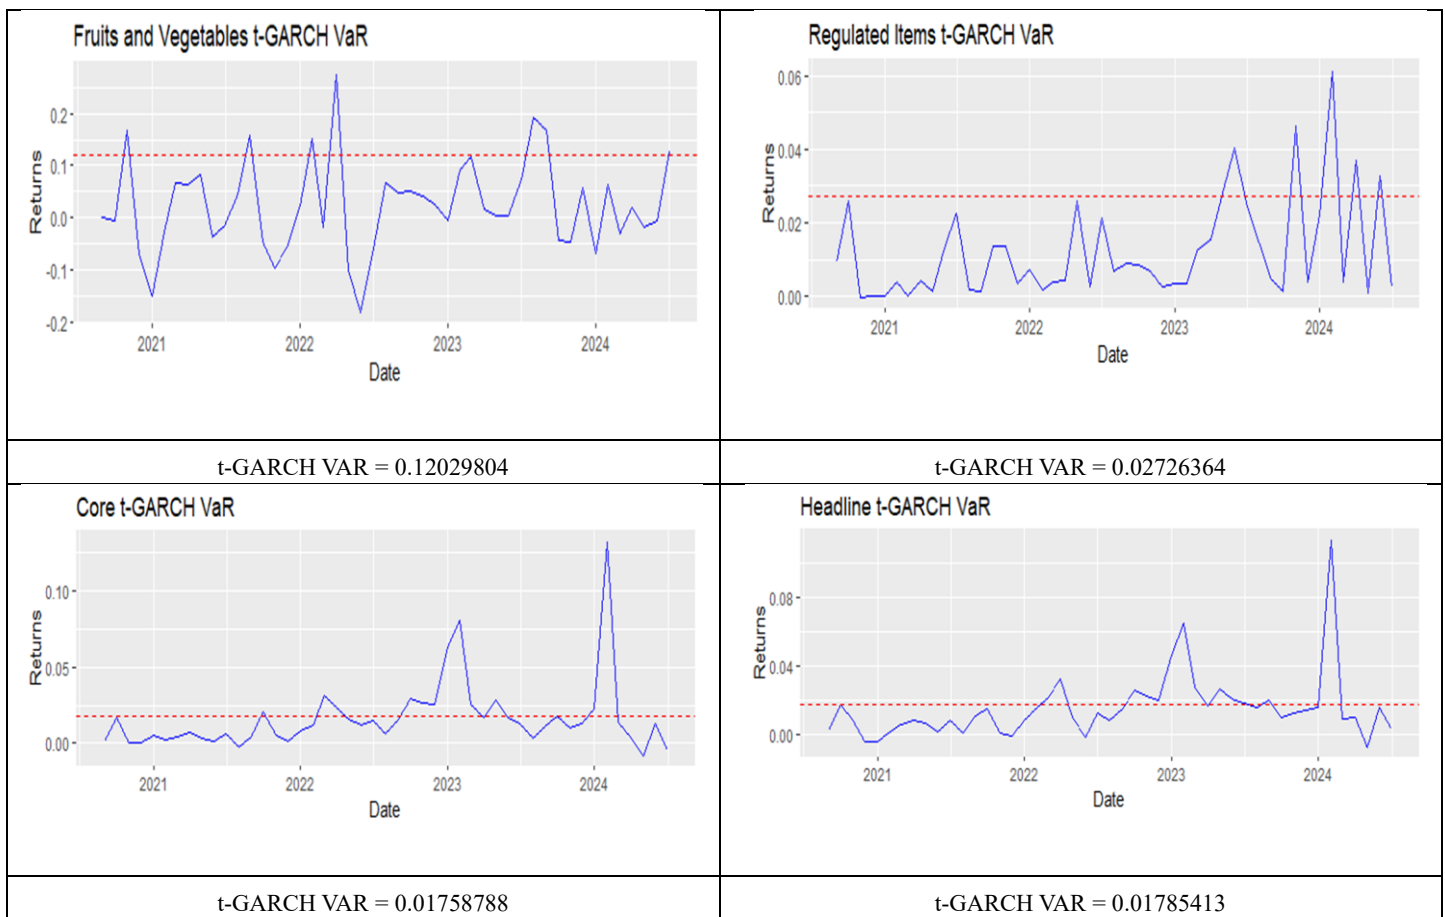 Fruits and Vegetables t-GARCH VaR
Returns
0.2
0.1
0.0
-0.1
-0.2
2021 2022 2023 2024
Date
t-GARCH VAR = 0.12029804
Regulated Items t-GARCH VaR
Returns
0.06
0.04
0.02
0.00
2021 2022 2023 2024
Date
t-GARCH VAR = 0.02726364
Core t-GARCH VaR
Returns
0.10
0.05
0.00
2021 2022 2023 2024
Date
t-GARCH VAR = 0.01758788
Headline t-GARCH VaR
Returns
0.08
0.04
0.00
2021 2022 2023 2024
Date
t-GARCH VAR = 0.01785413